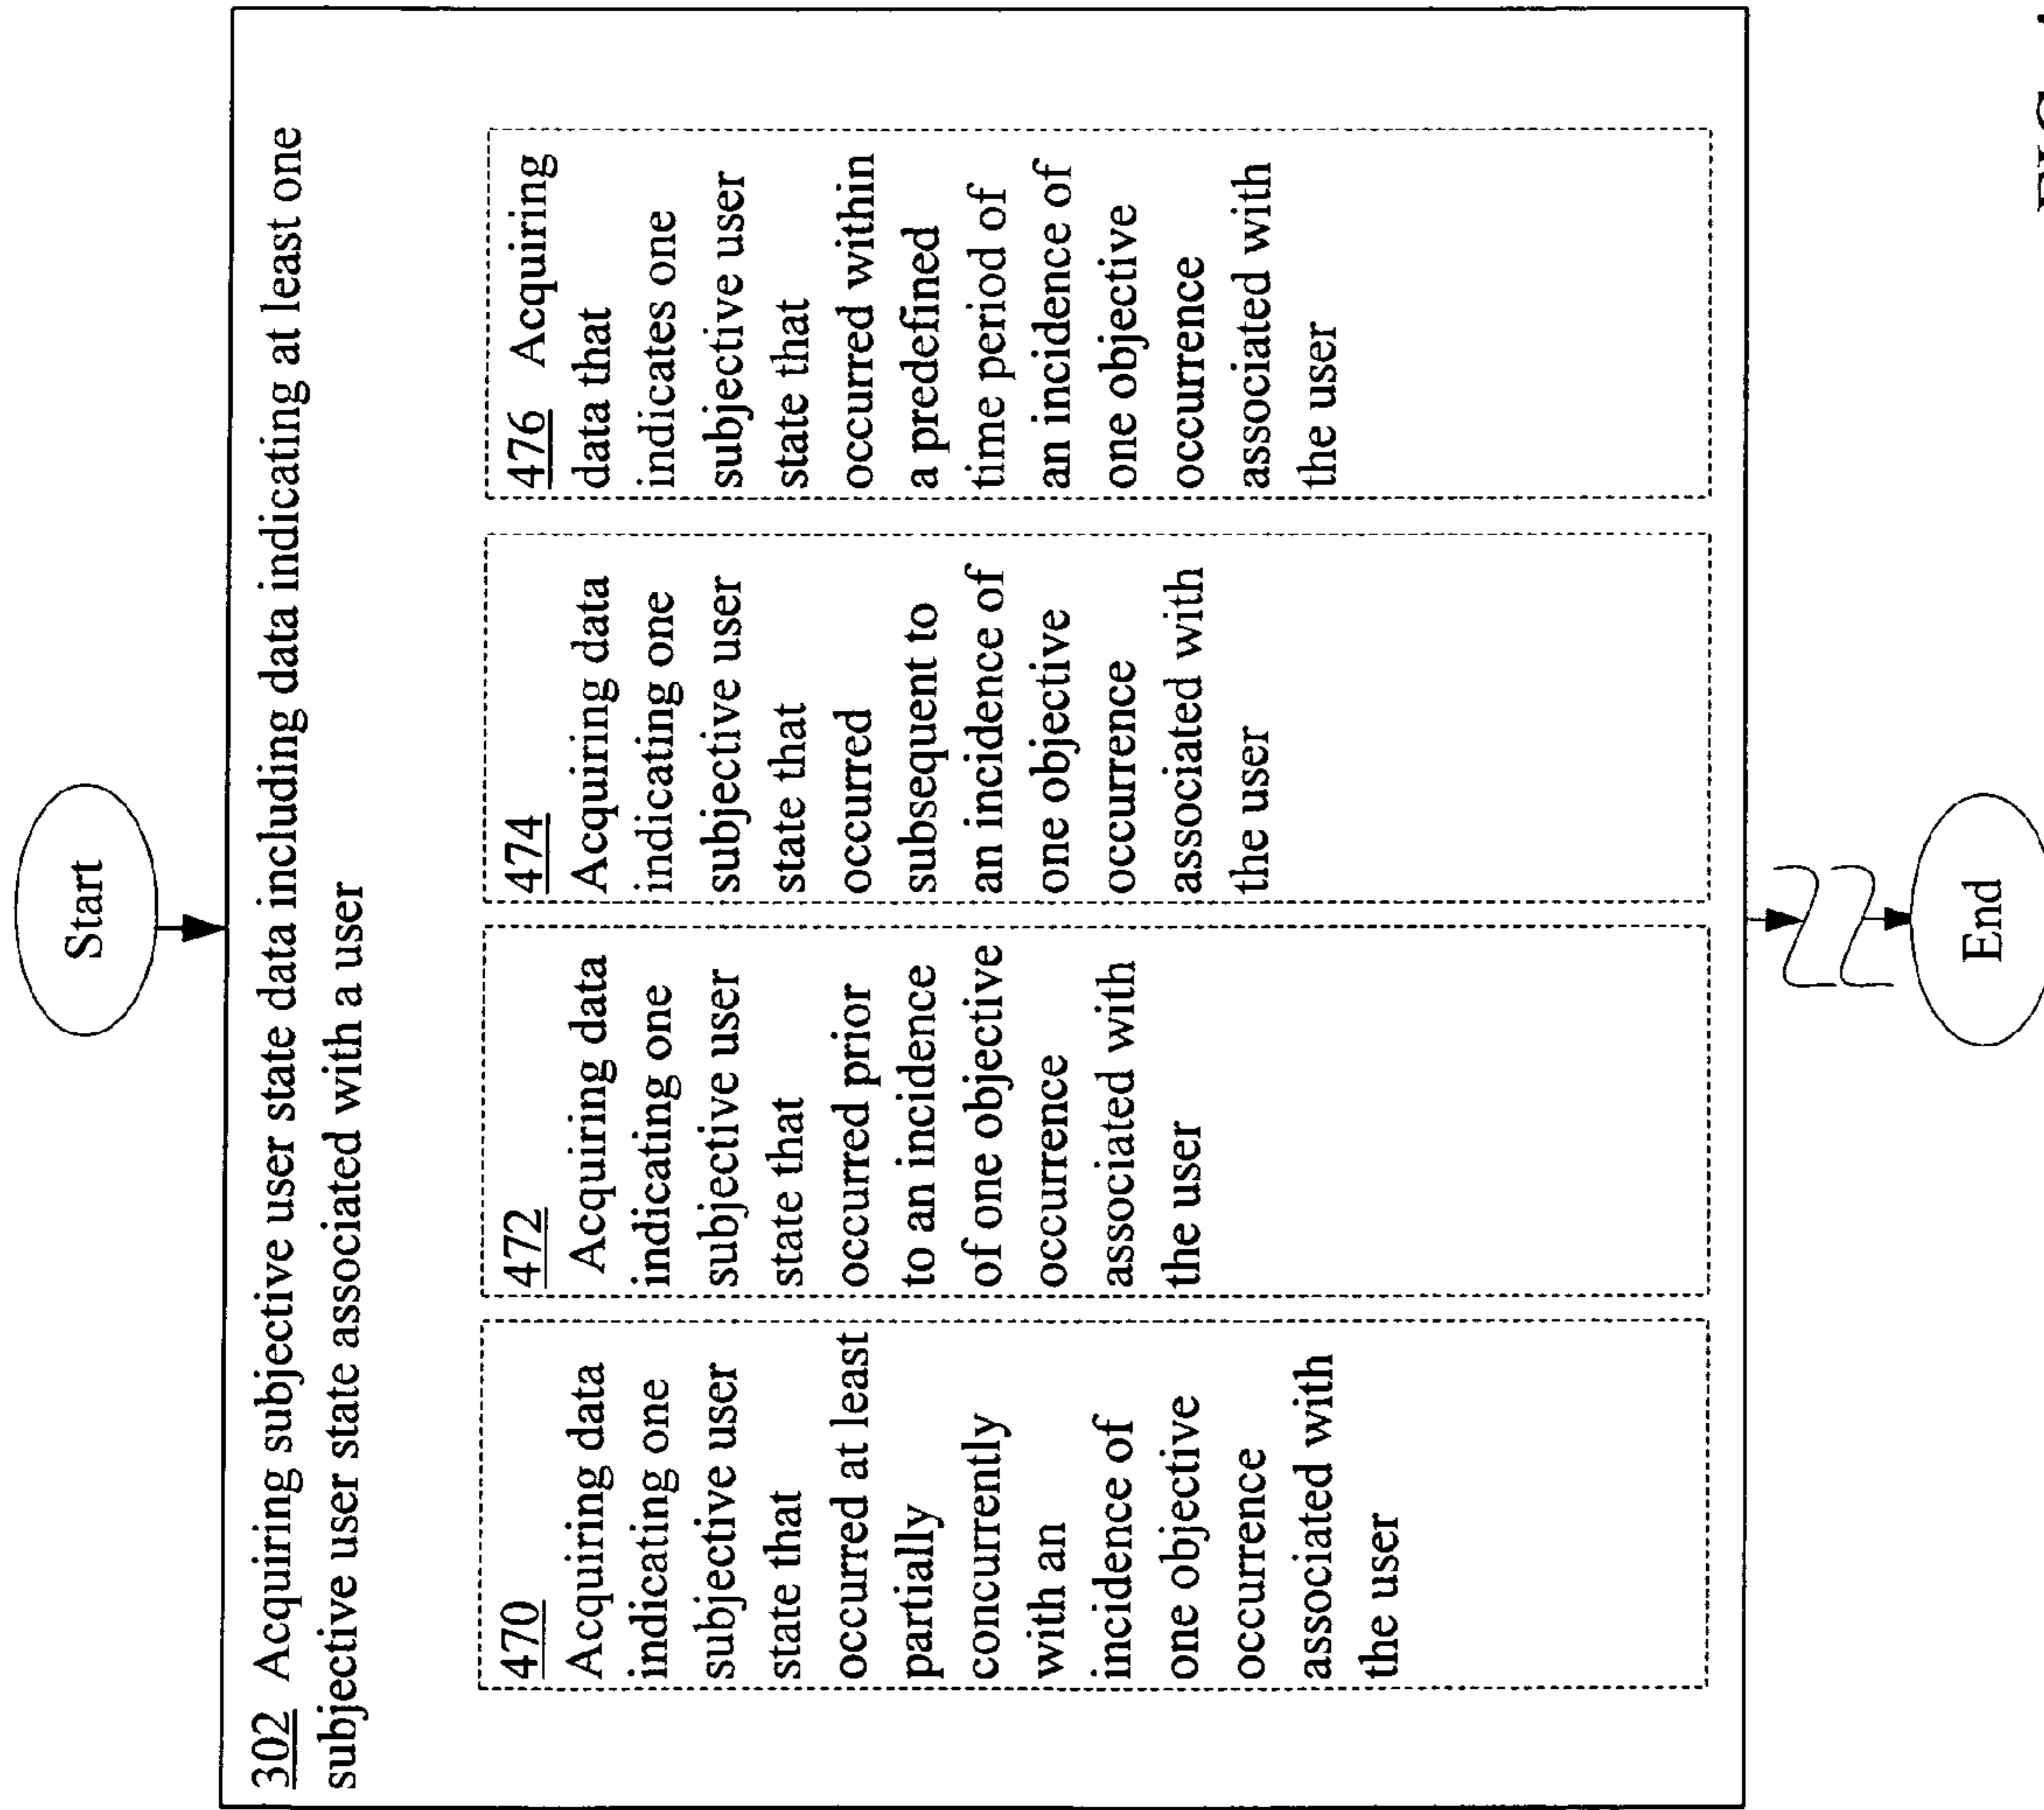 Start
302 Acquiring subjective user state data including data indicating at least one
subjective user state associated with a user
470
Acquiring data
indicating one
subjective user
state that
occurred at least
partially
concurrently
with an
incidence of
one objective
occurrence
associated with
the user
472
Acquiring data
indicating one
subjective user
state that
occurred prior
to an incidence
of one objective
occurrence
associated with
the user
474
Acquiring data
indicating one
subjective user
state that
occurred
subsequent to
an incidence of
one objective
occurrence
associated with
the user
476 Acquiring
data that
indicates one
subjective user
state that
occurred within
a predefined
time period of
an incidence of
one objective
occurrence
associated with
the user
End